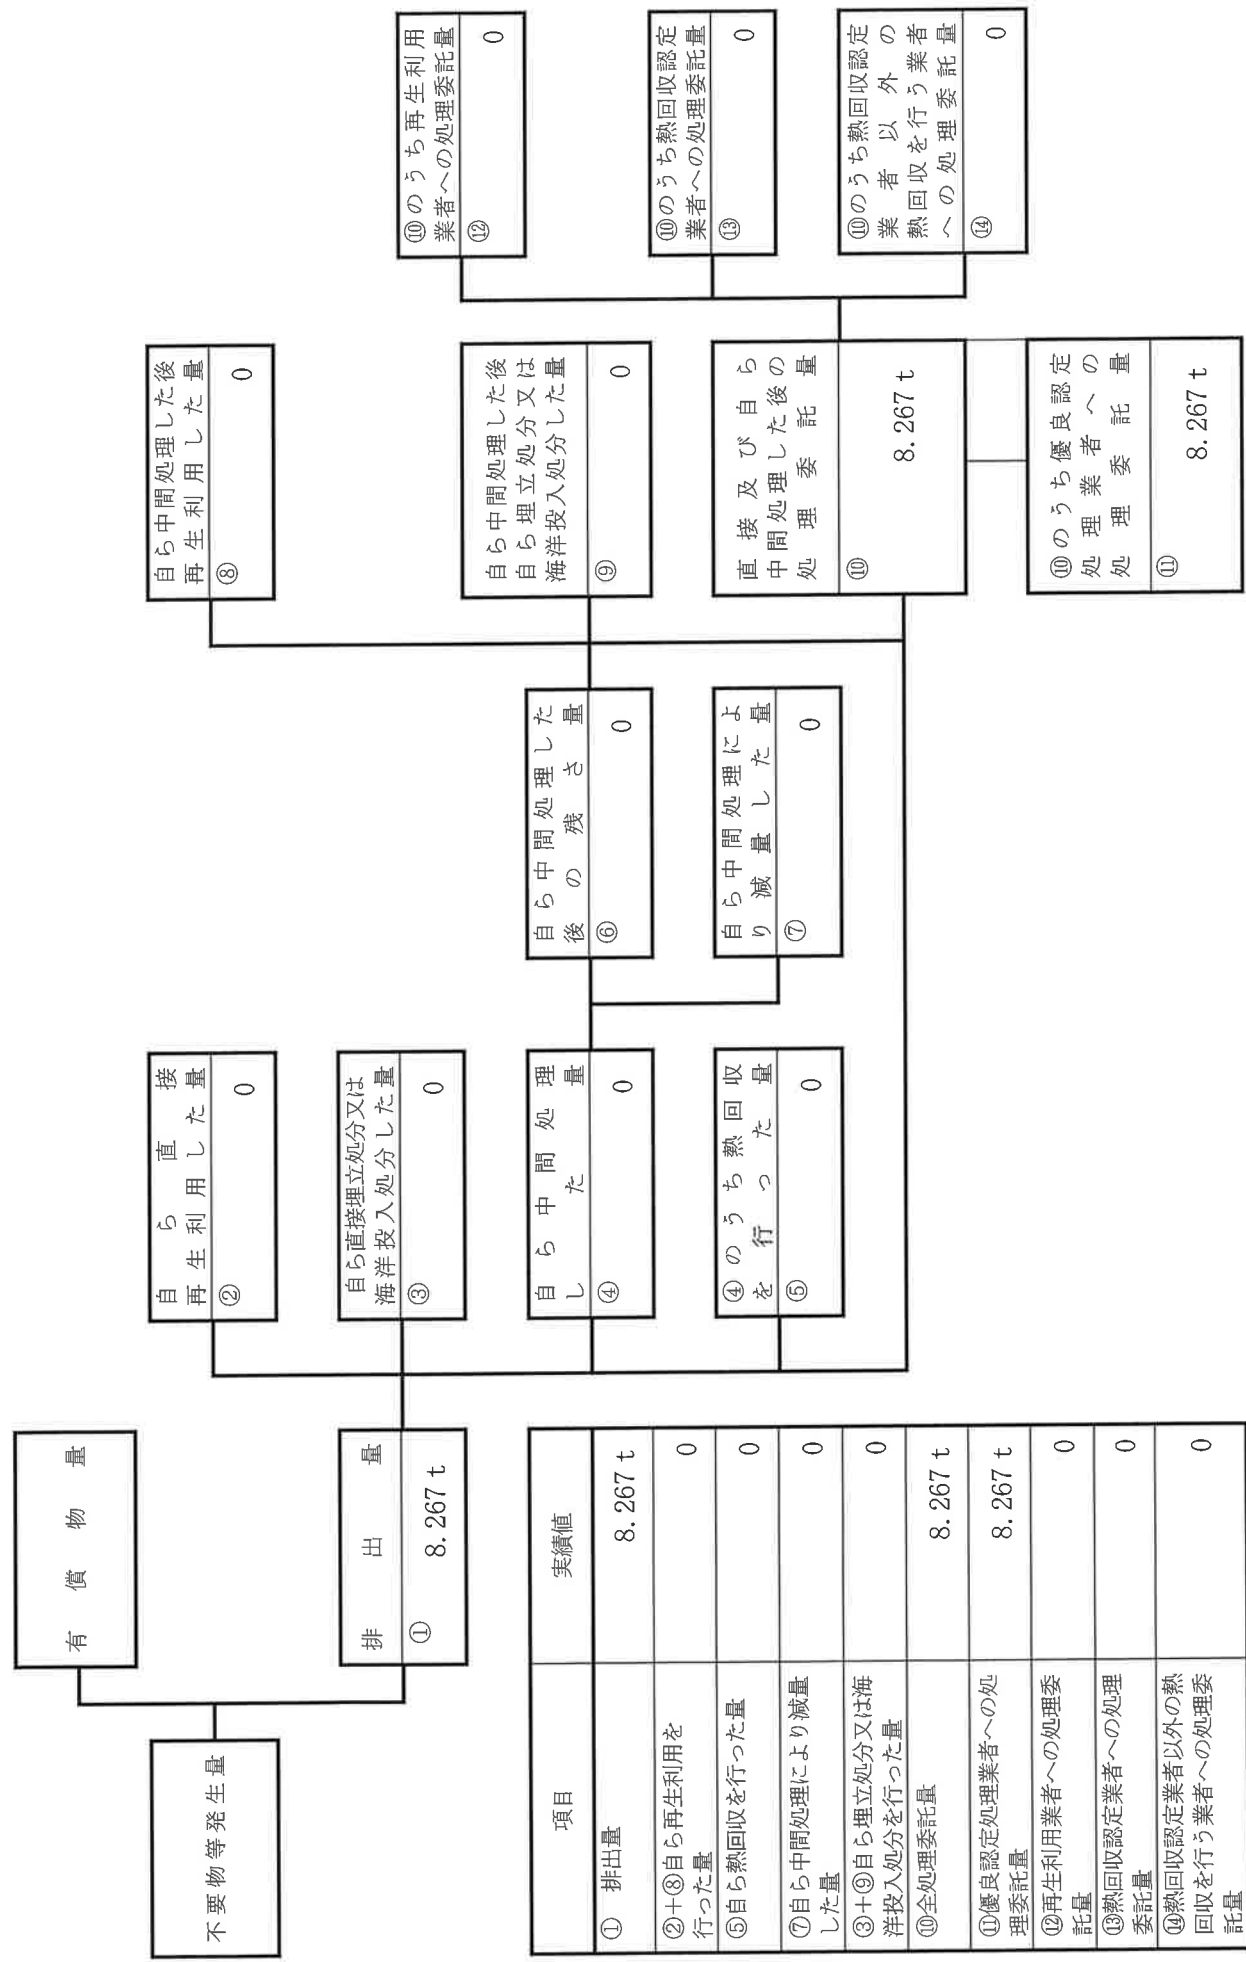 不要物等発生量
有償物量
排出量
① 8.267 t
自ら直接
再生利用した量
② 0
自ら直接埋立処分又は
海洋投入処分した量
③ 0
自ら中間処理
した量
④ 0
④のうち熱回収
を行った量
⑤ 0
自ら中間処理した
後の残さ量
⑥ 0
自ら中間処理によ
り減量した量
⑦ 0
自ら中間処理した後
再生利用した量
⑧ 0
自ら中間処理した後
自ら埋立処分又は
海洋投入処分した量
⑨ 0
直接及び自ら
中間処理した後の
処理委託量
⑩ 8.267 t
⑩のうち優良認定
処理業者への
処理委託量
⑪ 8.267 t
⑩のうち再生利用
業者への処理委託量
⑫ 0
⑩のうち熱回収認定
業者への処理委託量
⑬ 0
⑩のうち熱回収認定
業者以外の
熱回収を行う業者
への処理委託量
⑭ 0
項目 実績値
① 排出量 8.267 t
②+⑧自ら再生利用を
行った量 0
⑤自ら熱回収を行った量 0
⑦自ら中間処理により減量
した量 0
③+⑨自ら埋立処分又は海
洋投入処分を行った量 0
⑩全処理委託量 8.267 t
⑪優良認定処理業者への処
理委託量 8.267 t
⑫再生利用業者への処理委
託量 0
⑬熱回収認定業者への処理
委託量 0
⑭熱回収認定業者以外の熱
回収を行う業者への処理委
託量 0